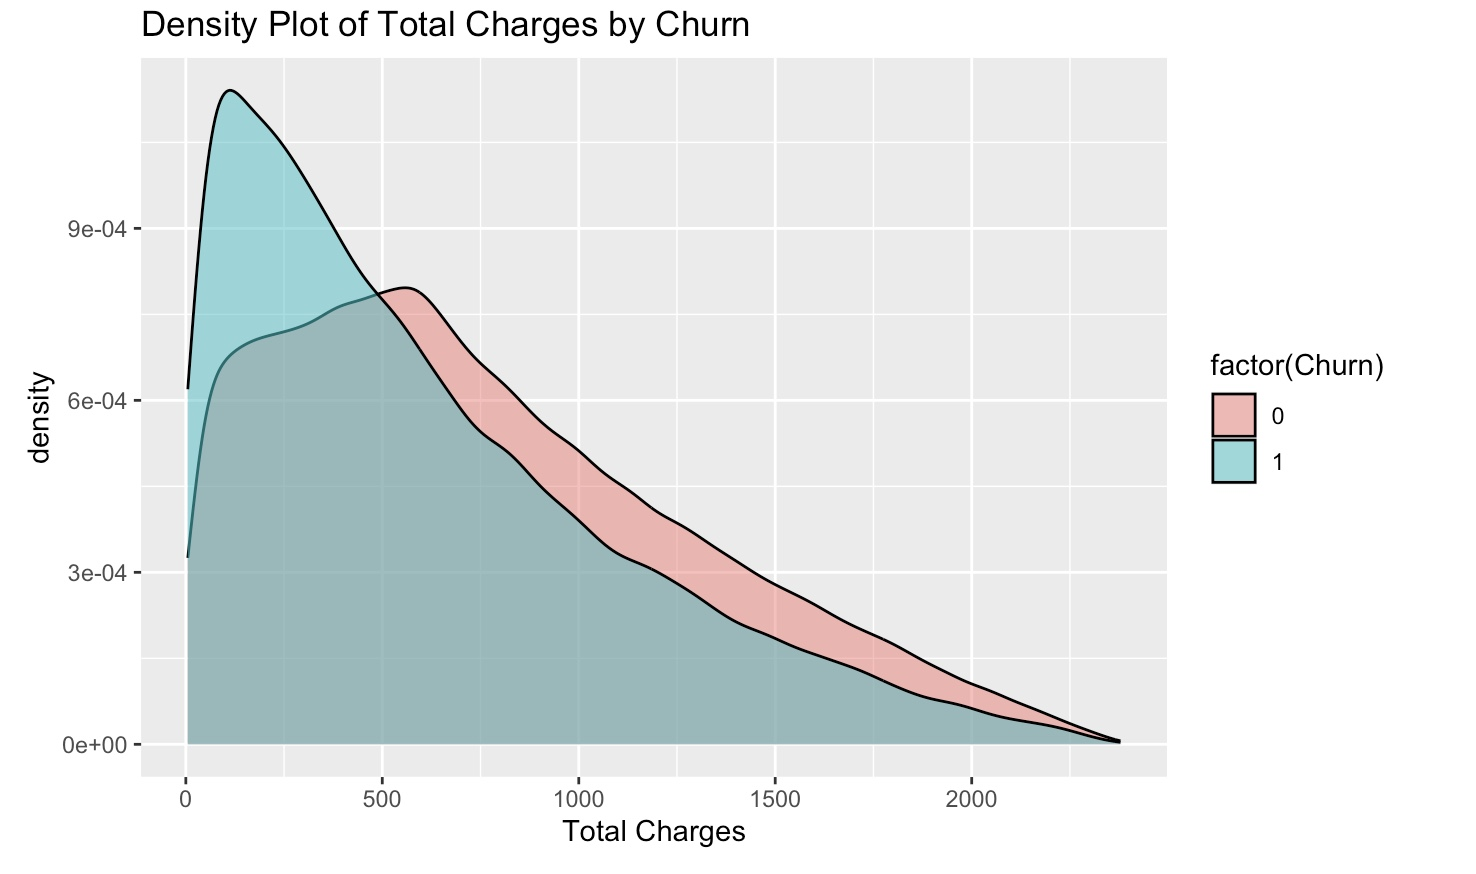 Density Plot of Total Charges by Churn
9e-04
6e-04
3e-04
0e+00
density
0 500 1000 1500 2000
Total Charges
factor(Churn)
0
1